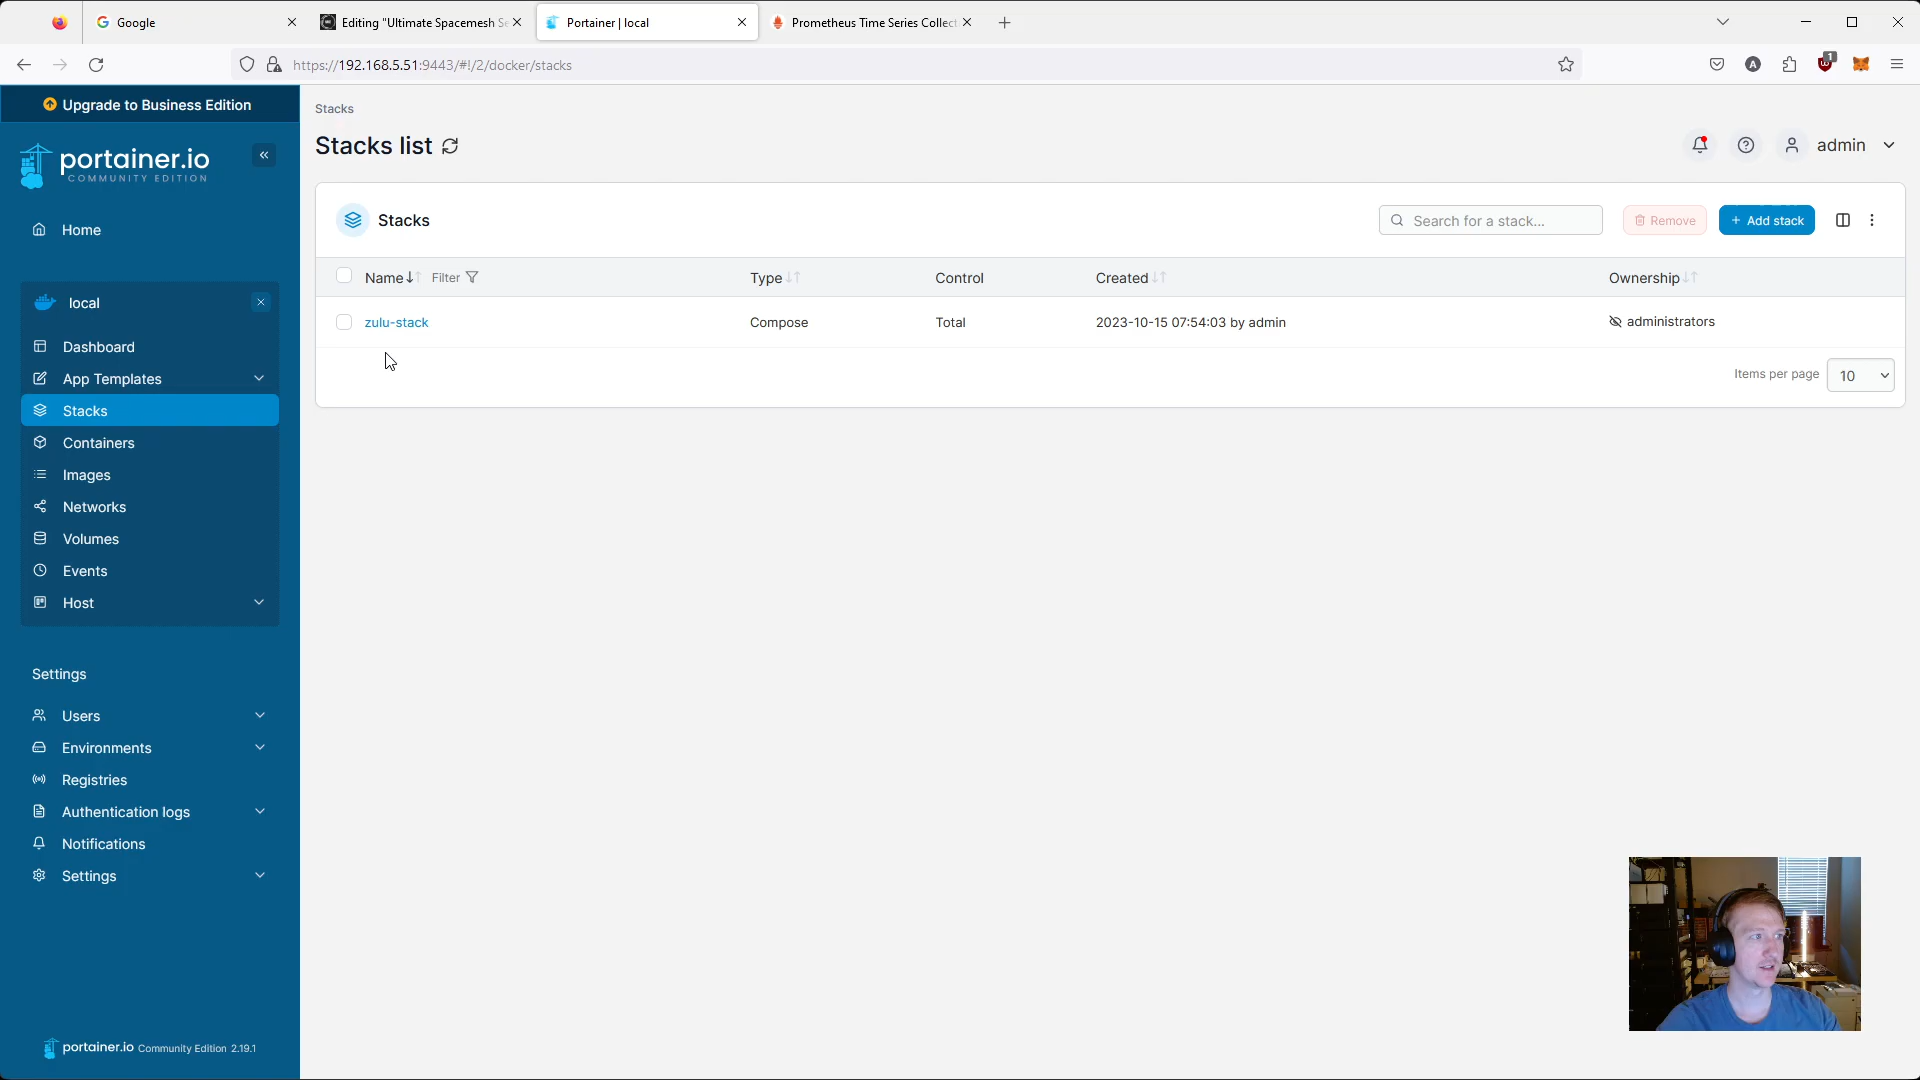 Google
Editing "Ultimate Spacemesh Se
Portainer | local
Prometheus Time Series Collect
https://192.168.5.51:9443/#!/2/docker/stacks
A
1
Upgrade to Business Edition
portainer.io
COMMUNITY EDITION
Home
local
Dashboard
App Templates
Stacks
Containers
Images
Networks
Volumes
Events
Host
Settings
Users
Environments
Registries
Authentication logs
Notifications
Settings
portainer.io Community Edition 2.19.1
Stacks
Stacks list
admin
Stacks
Search for a stack...
Remove
+ Add stack
Name Filter Type Control Created Ownership
zulu-stack Compose Total 2023-10-15 07:54:03 by admin administrators
Items per page 10